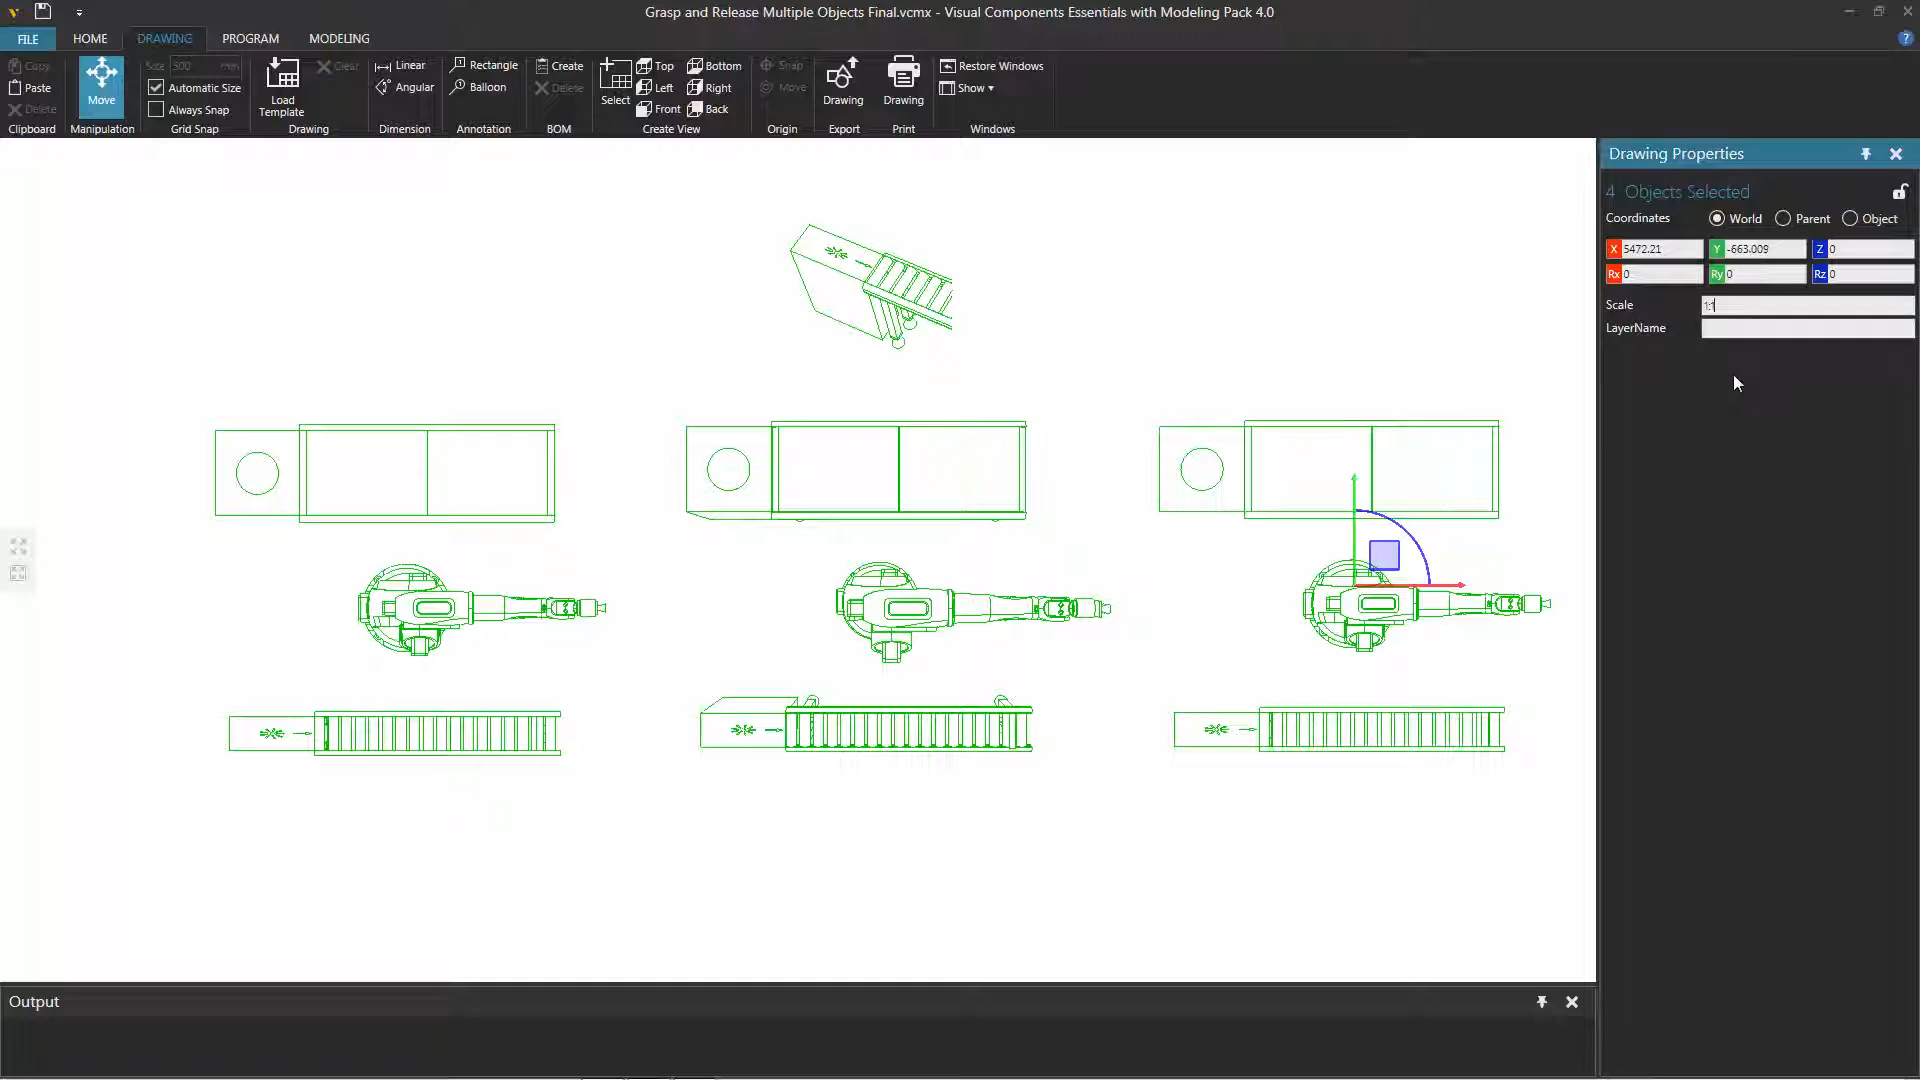 Grasp and Release Multiple Objects Final.vcmx - Visual Components Essentials with Modeling Pack 4.0
FILE HOME DRAWING PROGRAM MODELING
Copy
Paste
Delete
Clipboard
Move
Manipulation
Size 500 mm
Automatic Size
Always Snap
Grid Snap
Load Template
Clear
Drawing
Linear
Angular
Dimension
Rectangle
Balloon
Annotation
Create
Delete
BOM
Select
Top
Left
Front
Bottom
Right
Back
Create View
Snap
Move
Origin
Drawing
Export
Drawing
Print
Restore Windows
Show
Windows
Drawing Properties
4 Objects Selected
Coordinates World Parent Object
X 5472.21 Y -663.009 Z 0
Rx 0 Ry 0 Rz 0
Scale 1:1
LayerName
Output